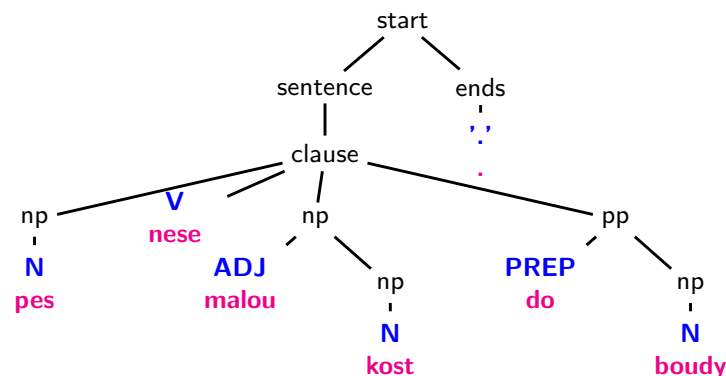 start
sentence ends
'.'
clause .
np V np pp
nese
N ADJ np PREP np
pes malou do
N N
kost boudy